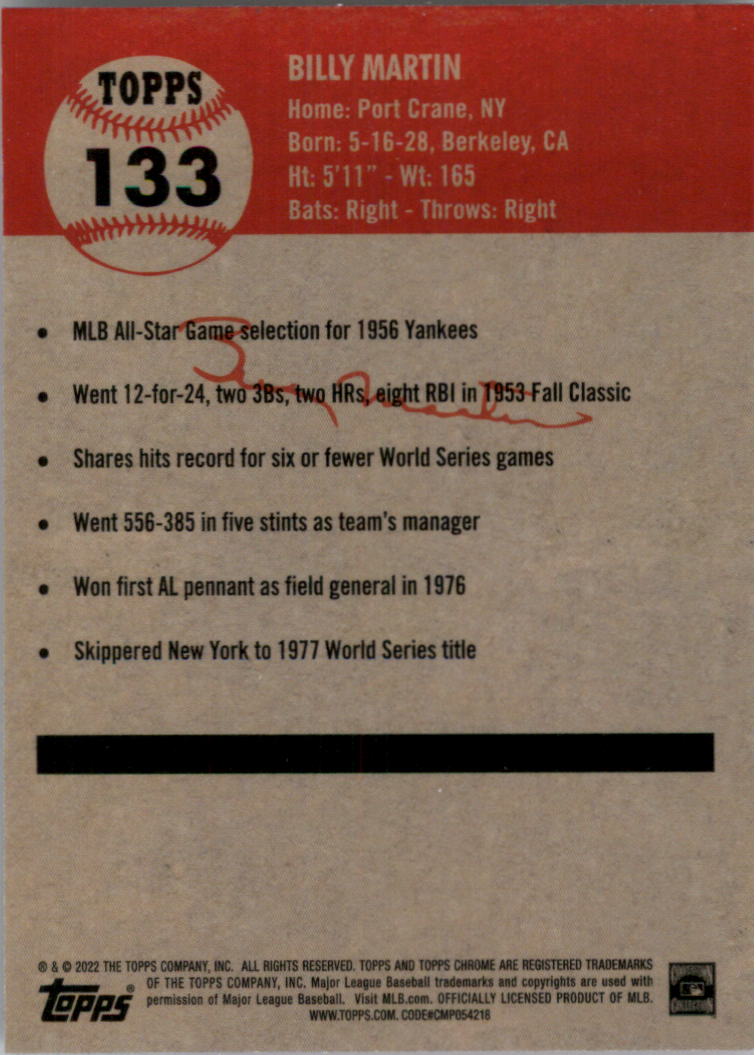 TOPPS
133
BILLY MARTIN
Home: Port Crane, NY
Born: 5-16-28, Berkeley, CA
Ht: 5'11" - Wt: 165
Bats: Right - Throws: Right
• MLB All-Star Game selection for 1956 Yankees
• Went 12-for-24, two 3Bs, two HRs, eight RBI in 1953 Fall Classic
Billy Martin
• Shares hits record for six or fewer World Series games
• Went 556-385 in five stints as team's manager
• Won first AL pennant as field general in 1976
• Skippered New York to 1977 World Series title
® & © 2022 THE TOPPS COMPANY, INC. ALL RIGHTS RESERVED. TOPPS AND TOPPS CHROME ARE REGISTERED TRADEMARKS
OF THE TOPPS COMPANY, INC. Major League Baseball trademarks and copyrights are used with
permission of Major League Baseball. Visit MLB.com. OFFICIALLY LICENSED PRODUCT OF MLB.
WWW.TOPPS.COM. CODE#CMP054218
Topps®
COLLECTION